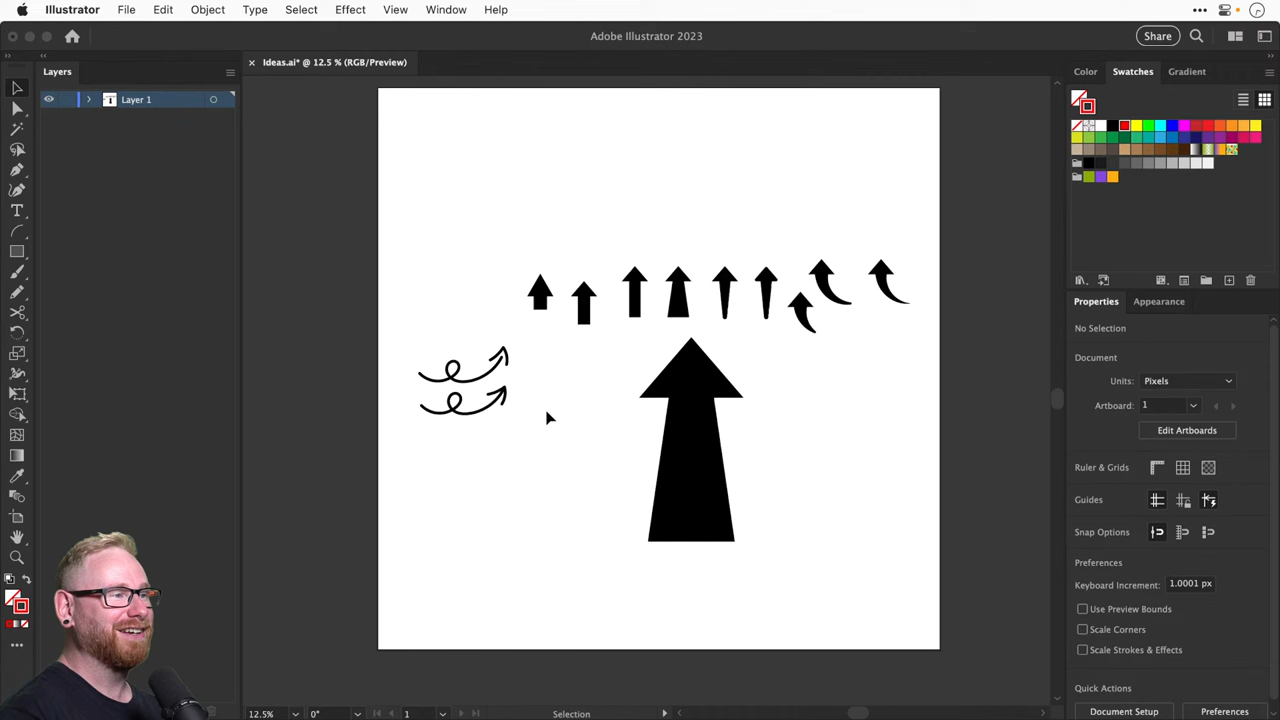 Illustrator File Edit Object Type Select Effect View Window Help
Adobe Illustrator 2023
Share
Layers
Ideas.ai* @ 12.5 % (RGB/Preview)
Color Swatches Gradient
Layer 1
Properties Appearance
No Selection
Document
Units: Pixels
Artboard: 1
Edit Artboards
Ruler & Grids
Guides
Snap Options
Preferences
Keyboard Increment: 1.0001 px
Use Preview Bounds
Scale Corners
Scale Strokes & Effects
Quick Actions
Document Setup Preferences
12.5% 0° 1 Selection